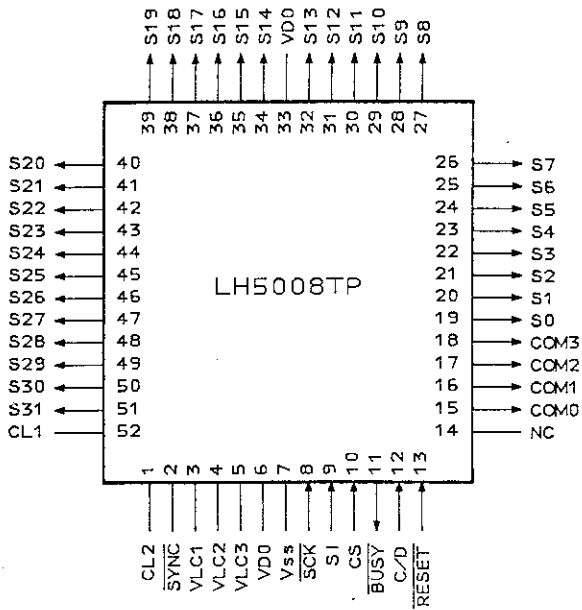 S19 S18 S17 S16 S15 S14 VD0 S13 S12 S11 S10 S9 S8
39 38 37 36 35 34 33 32 31 30 29 28 27
S20 40 26 S7
S21 41 25 S6
S22 42 24 S5
S23 43 23 S4
S24 44 22 S3
S25 45 LH5008TP 21 S2
S26 46 20 S1
S27 47 19 S0
S28 48 18 COM3
S29 49 17 COM2
S30 50 16 COM1
S31 51 15 COM0
CL1 52 14 NC
1 2 3 4 5 6 7 8 9 10 11 12 13
CL2 SYNC VLC1 VLC2 VLC3 VD0 Vss SCK SI CS BUSY C/D RESET